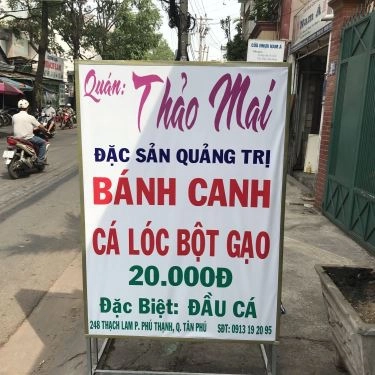 Quán: Thảo Mai
ĐẶC SẢN QUẢNG TRỊ
BÁNH CANH
CÁ LÓC BỘT GẠO
20.000Đ
Đặc Biệt: ĐẦU CÁ
248 THẠCH LAM P. PHÚ THẠNH, Q. TÂN PHÚ SĐT: 0913 19 20 95